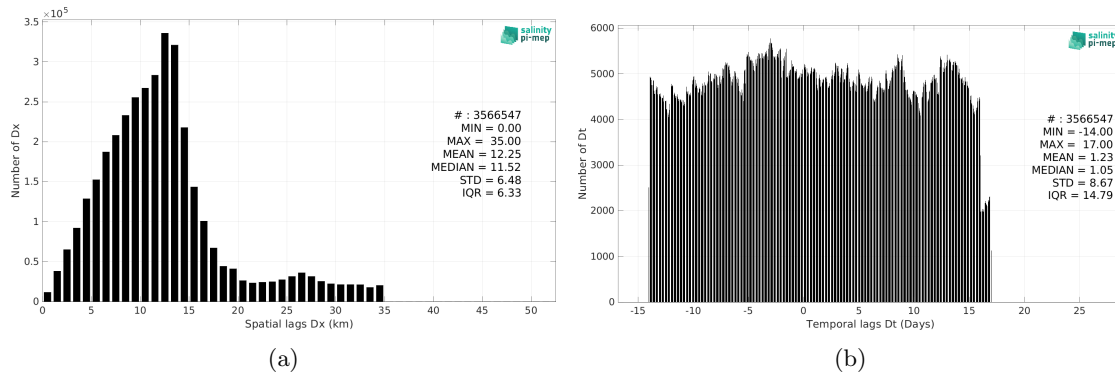 ×10⁵
3.5
3
2.5
2
1.5
1
0.5
0
0 5 10 15 20 25 30 35 40 45 50
Number of Dx
Spatial lags Dx (km)
salinity
pi-mep
# : 3566547
MIN = 0.00
MAX = 35.00
MEAN = 12.25
MEDIAN = 11.52
STD = 6.48
IQR = 6.33
(a)
6000
5000
4000
3000
2000
1000
0
-15 -10 -5 0 5 10 15 20 25
Number of Dt
Temporal lags Dt (Days)
salinity
pi-mep
# : 3566547
MIN = -14.00
MAX = 17.00
MEAN = 1.23
MEDIAN = 1.05
STD = 8.67
IQR = 14.79
(b)